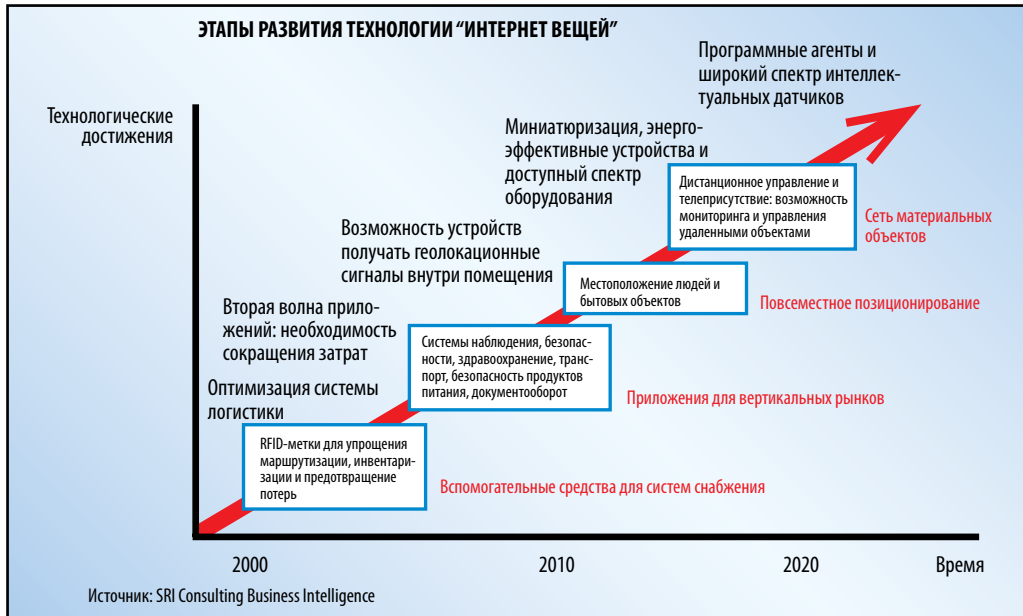 ЭТАПЫ РАЗВИТИЯ ТЕХНОЛОГИИ “ИНТЕРНЕТ ВЕЩЕЙ”
Программные агенты и
широкий спектр интеллек-
туальных датчиков
Технологические
достижения
Миниатюризация, энерго-
эффективные устройства и
доступный спектр
оборудования
Дистанционное управление и
телеприсутствие: возможность
мониторинга и управления
удаленными объектами
Сеть материальных
объектов
Возможность устройств
получать геолокационные
сигналы внутри помещения
Местоположение людей и
бытовых объектов
Повсеместное позиционирование
Вторая волна прило-
жений: необходимость
сокращения затрат
Системы наблюдения, безопас-
ности, здравоохранение, транс-
порт, безопасность продуктов
питания, документооборот
Приложения для вертикальных рынков
Оптимизация системы
логистики
RFID-метки для упрощения
маршрутизации, инвентари-
зации и предотвращение
потерь
Вспомогательные средства для систем снабжения
2000
2010
2020
Время
Источник: SRI Consulting Business Intelligence